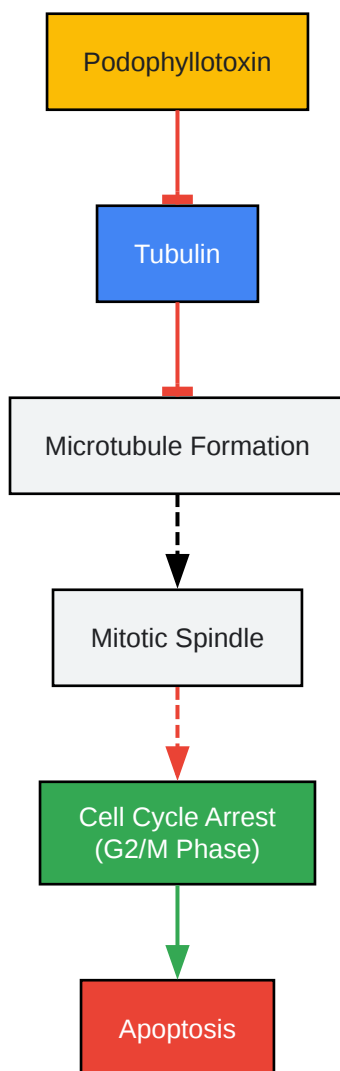 Podophyllotoxin
Tubulin
Microtubule Formation
Mitotic Spindle
Cell Cycle Arrest
(G2/M Phase)
Apoptosis